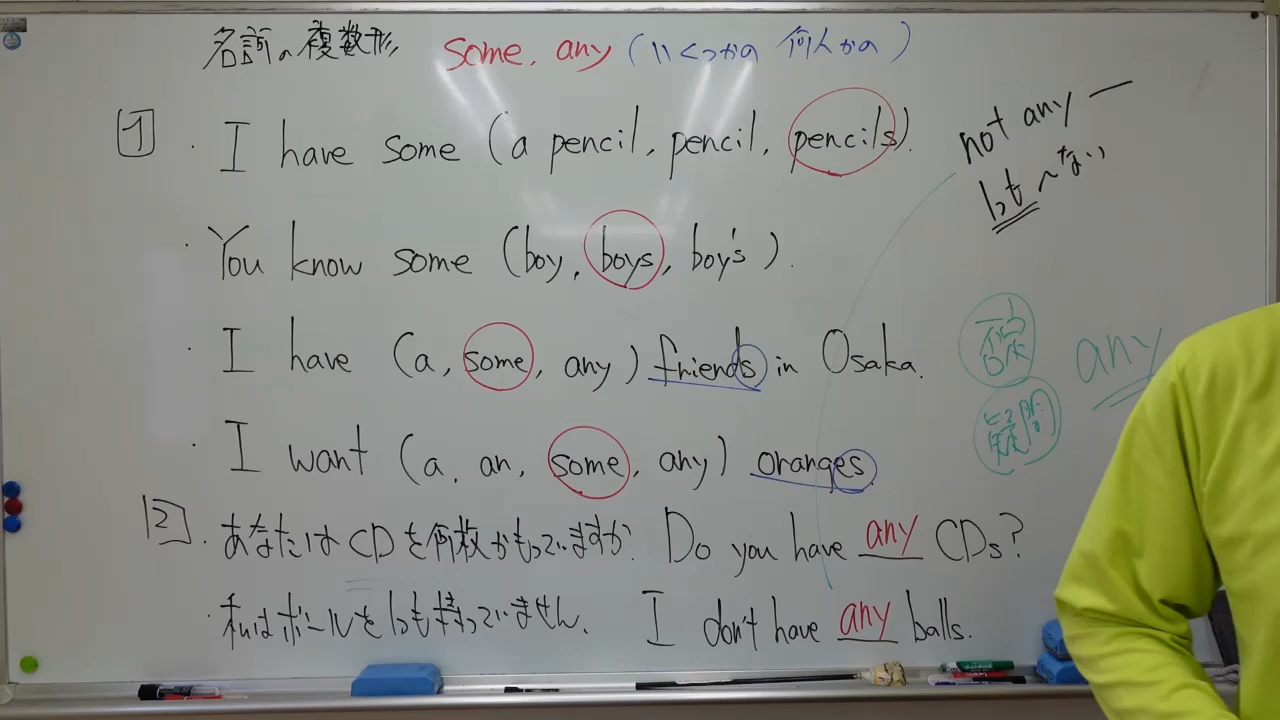 名詞の複数形 some, any (いくつかの 何人かの)
1 ・I have some (a pencil, pencil, pencils).
not any ー
1つも〜ない
・You know some (boy, boys, boy's).
・I have (a, some, any) friends in Osaka.
否定
疑問
any
・I want (a, an, some, any) oranges.
2 ・あなたはCDを何枚かもっていますか. Do you have any CDs?
・私はボールを1つも持っていません. I don't have any balls.